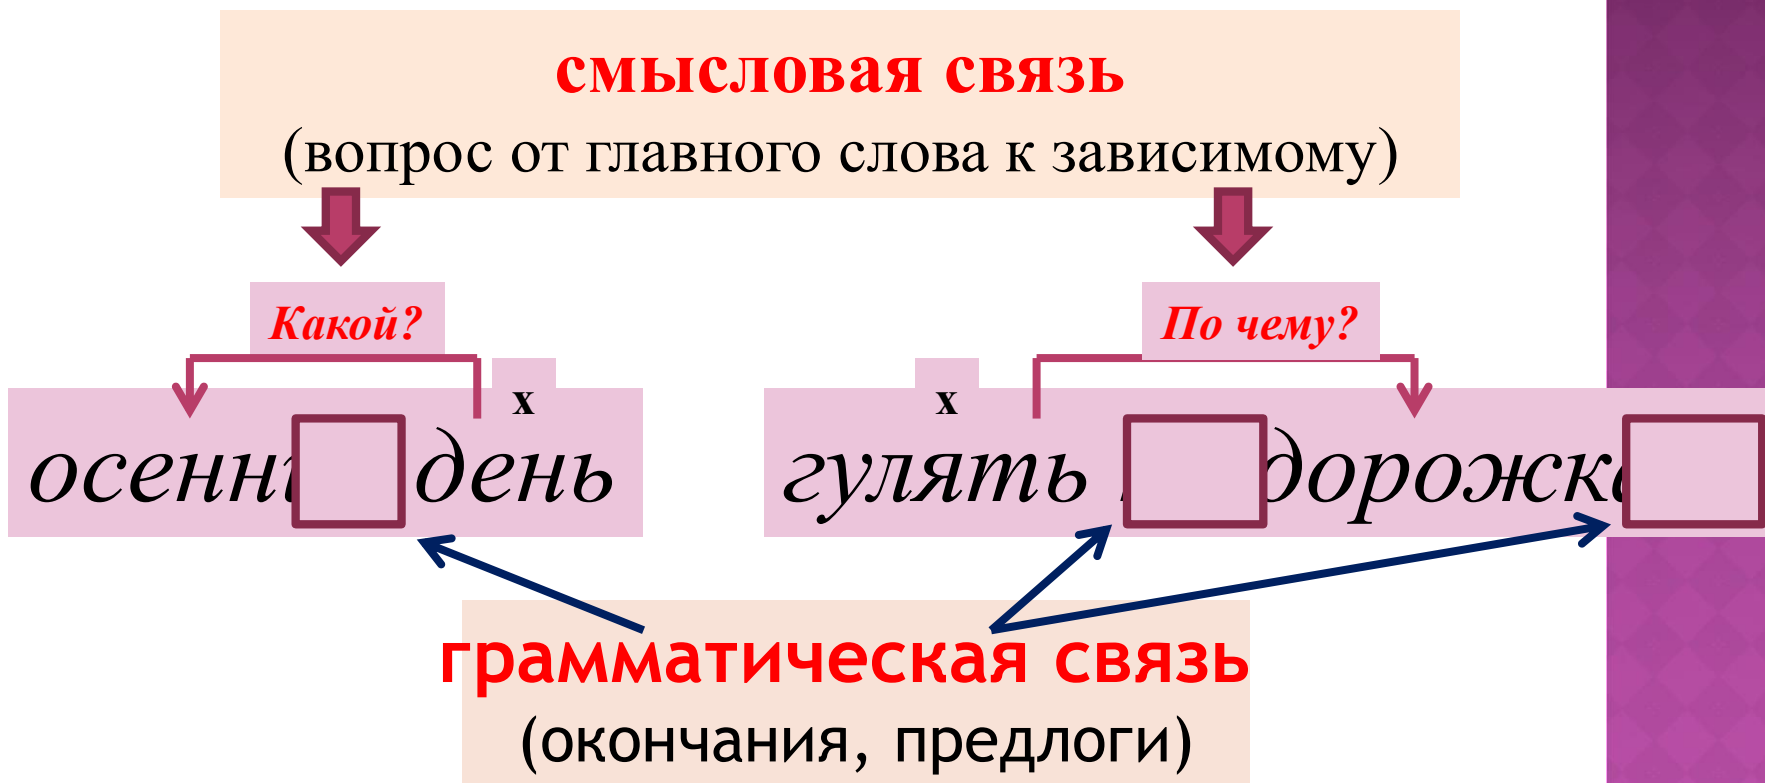 смысловая связь
(вопрос от главного слова к зависимому)
Какой?
По чему?
х
х
осенн день
гулять дорожк
грамматическая связь
(окончания, предлоги)